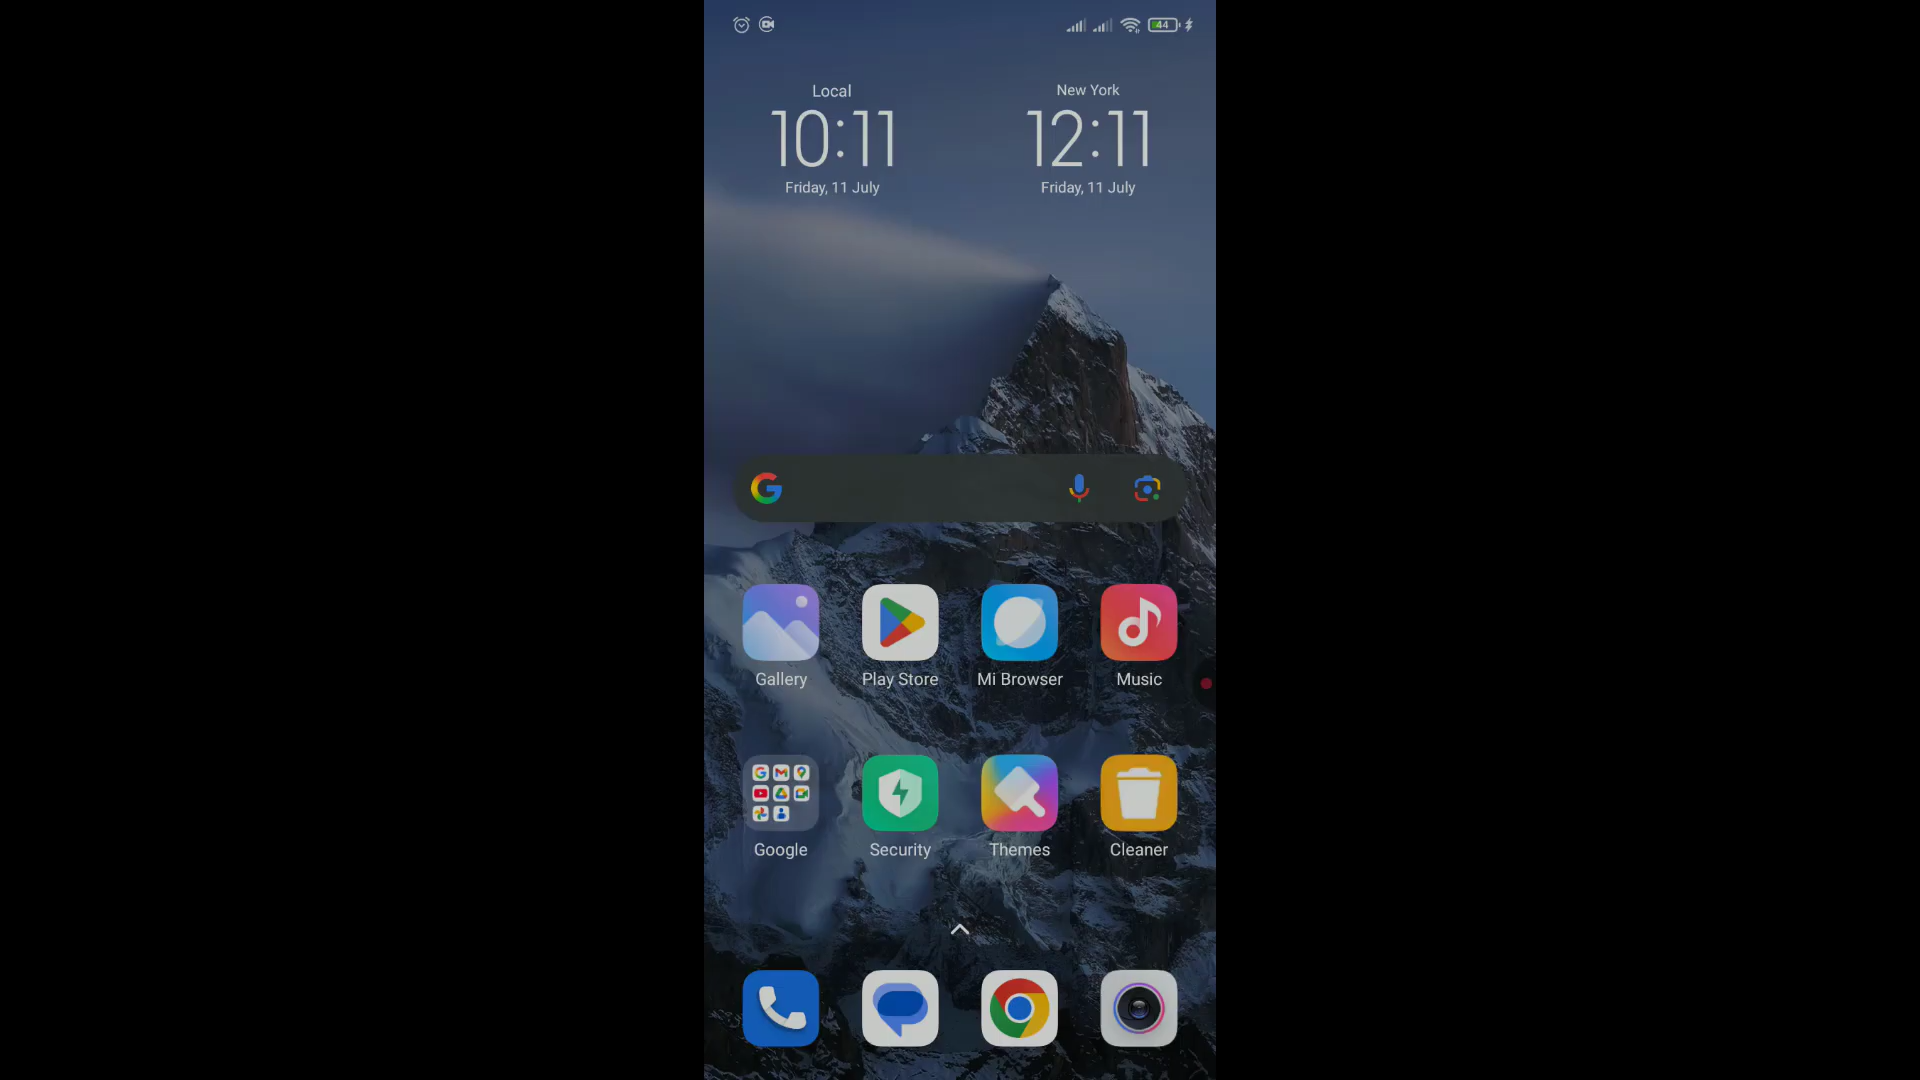 44
Local
New York
10:11
12:11
Friday, 11 July
Friday, 11 July
Gallery
Play Store
Mi Browser
Music
Google
Security
Themes
Cleaner